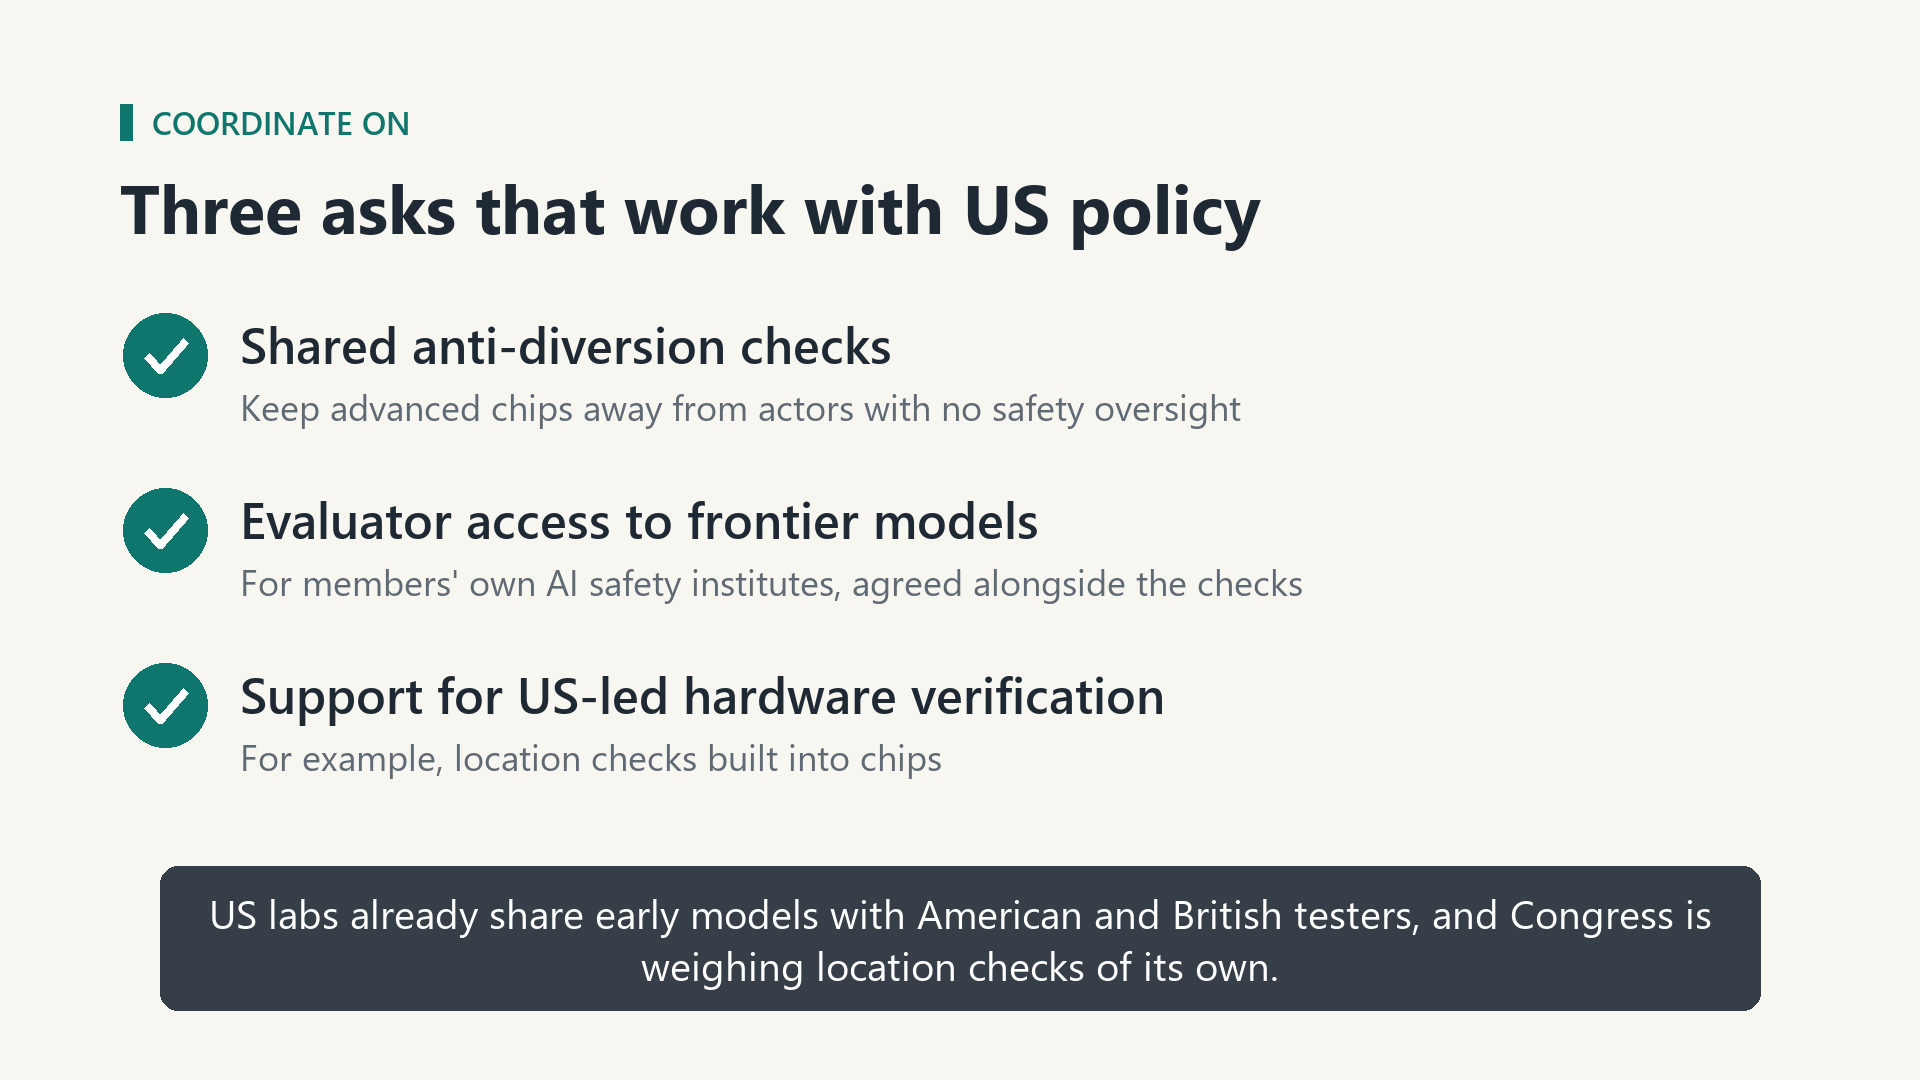 COORDINATE ON
Three asks that work with US policy
Shared anti-diversion checks
Keep advanced chips away from actors with no safety oversight
Evaluator access to frontier models
For members' own AI safety institutes, agreed alongside the checks
Support for US-led hardware verification
For example, location checks built into chips
US labs already share early models with American and British testers, and Congress is
weighing location checks of its own.